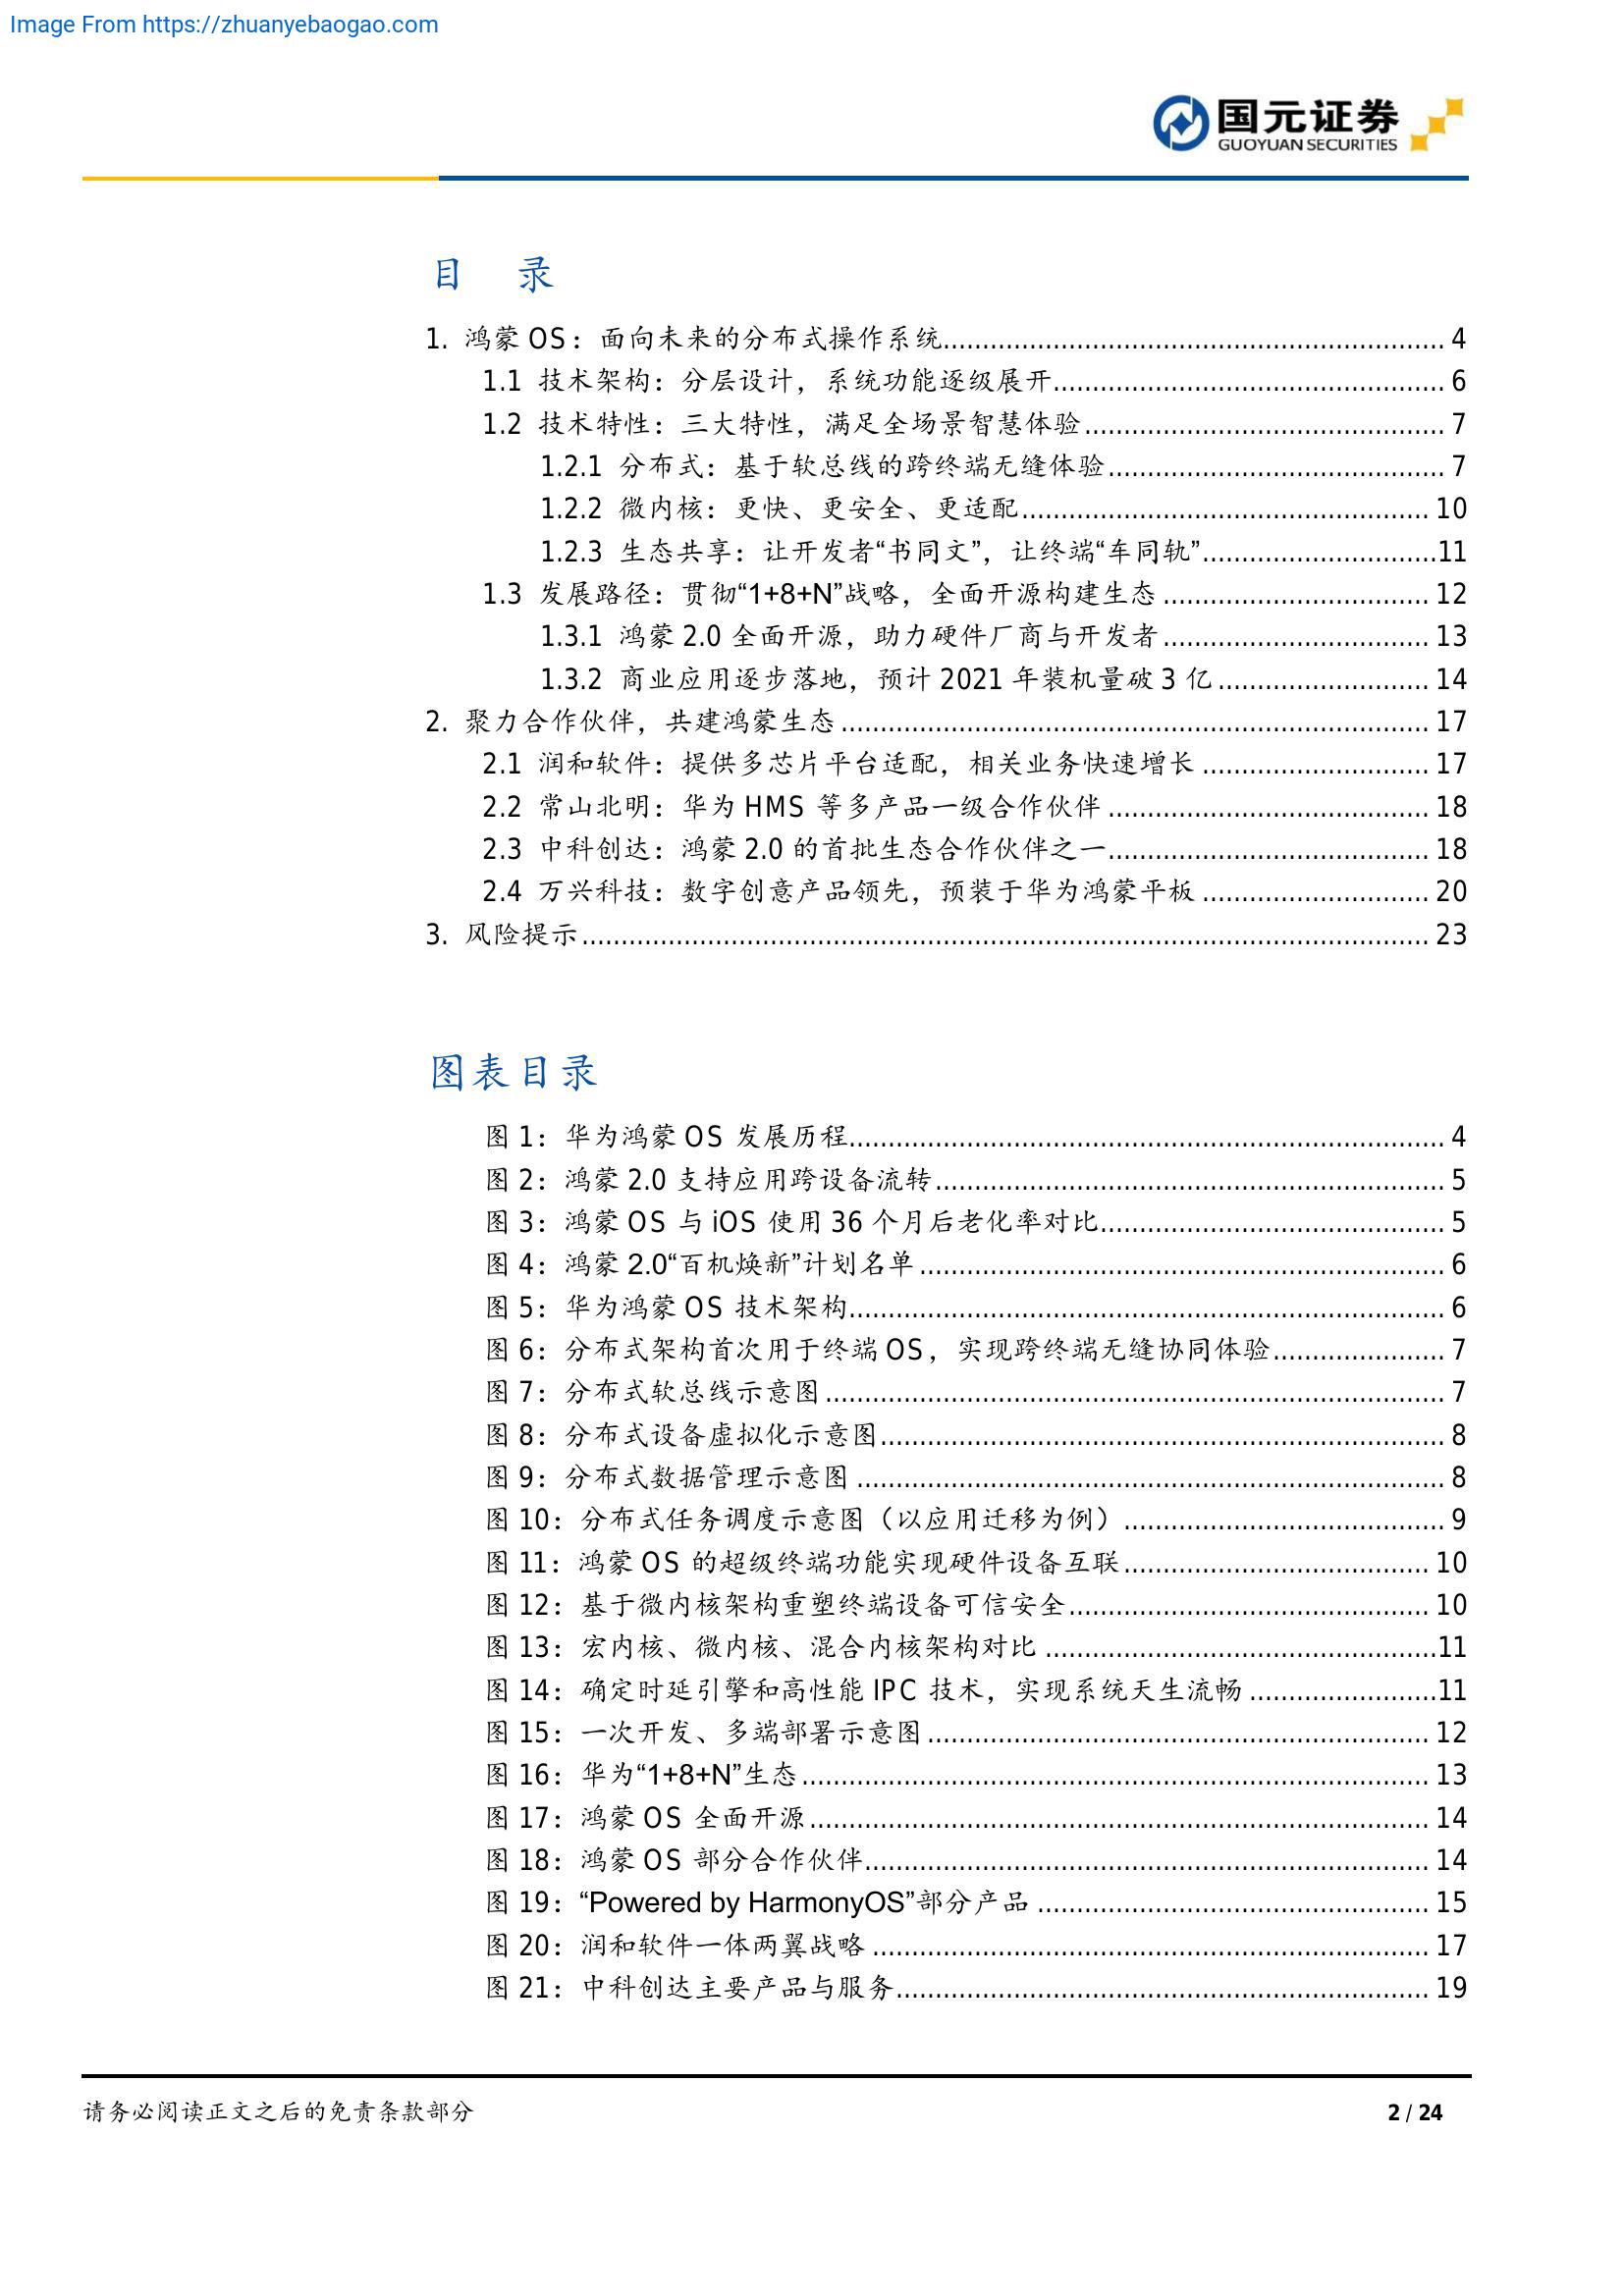 Image From https://zhuanyebaogao.com
国元证券
GUOYUAN SECURITIES
目 录
1. 鸿蒙 OS：面向未来的分布式操作系统................................................................ 4
1.1 技术架构：分层设计，系统功能逐级展开.................................................. 6
1.2 技术特性：三大特性，满足全场景智慧体验.............................................. 7
1.2.1 分布式：基于软总线的跨终端无缝体验........................................... 7
1.2.2 微内核：更快、更安全、更适配.................................................... 10
1.2.3 生态共享：让开发者“书同文”，让终端“车同轨”..............................11
1.3 发展路径：贯彻“1+8+N”战略，全面开源构建生态.................................. 12
1.3.1 鸿蒙 2.0 全面开源，助力硬件厂商与开发者.................................. 13
1.3.2 商业应用逐步落地，预计 2021 年装机量破 3 亿........................... 14
2. 聚力合作伙伴，共建鸿蒙生态........................................................................... 17
2.1 润和软件：提供多芯片平台适配，相关业务快速增长............................. 17
2.2 常山北明：华为 HMS 等多产品一级合作伙伴......................................... 18
2.3 中科创达：鸿蒙 2.0 的首批生态合作伙伴之一......................................... 18
2.4 万兴科技：数字创意产品领先，预装于华为鸿蒙平板............................. 20
3. 风险提示............................................................................................................ 23
图表目录
图 1：华为鸿蒙 OS 发展历程............................................................................ 4
图 2：鸿蒙 2.0 支持应用跨设备流转................................................................. 5
图 3：鸿蒙 OS 与 iOS 使用 36 个月后老化率对比............................................ 5
图 4：鸿蒙 2.0“百机焕新”计划名单................................................................... 6
图 5：华为鸿蒙 OS 技术架构............................................................................ 6
图 6：分布式架构首次用于终端 OS，实现跨终端无缝协同体验...................... 7
图 7：分布式软总线示意图............................................................................... 7
图 8：分布式设备虚拟化示意图........................................................................ 8
图 9：分布式数据管理示意图........................................................................... 8
图 10：分布式任务调度示意图（以应用迁移为例）......................................... 9
图 11：鸿蒙 OS 的超级终端功能实现硬件设备互联....................................... 10
图 12：基于微内核架构重塑终端设备可信安全.............................................. 10
图 13：宏内核、微内核、混合内核架构对比..................................................11
图 14：确定时延引擎和高性能 IPC 技术，实现系统天生流畅........................11
图 15：一次开发、多端部署示意图................................................................ 12
图 16：华为“1+8+N”生态................................................................................ 13
图 17：鸿蒙 OS 全面开源............................................................................... 14
图 18：鸿蒙 OS 部分合作伙伴........................................................................ 14
图 19：“Powered by HarmonyOS”部分产品.................................................. 15
图 20：润和软件一体两翼战略....................................................................... 17
图 21：中科创达主要产品与服务.................................................................... 19
请务必阅读正文之后的免责条款部分 2 / 24